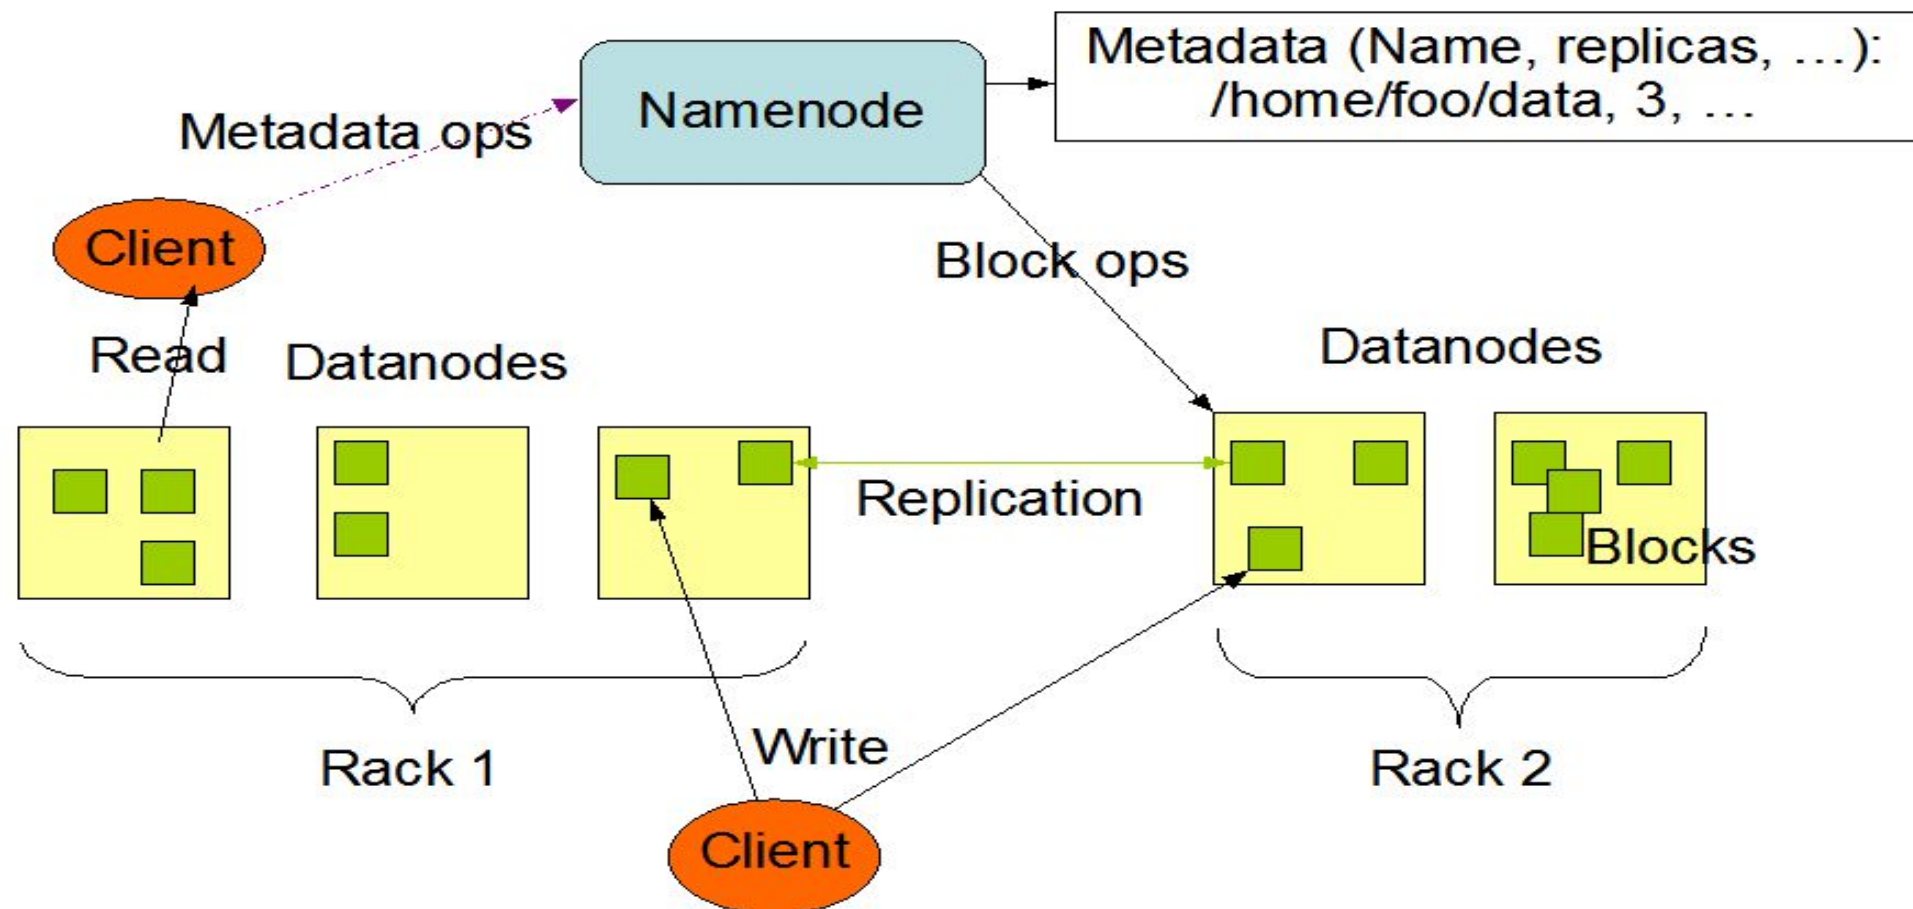 Metadata (Name, replicas, …):
/home/foo/data, 3, …
Namenode
Metadata ops
Client
Block ops
Read
Datanodes
Datanodes
Replication
Blocks
Write
Rack 1
Rack 2
Client